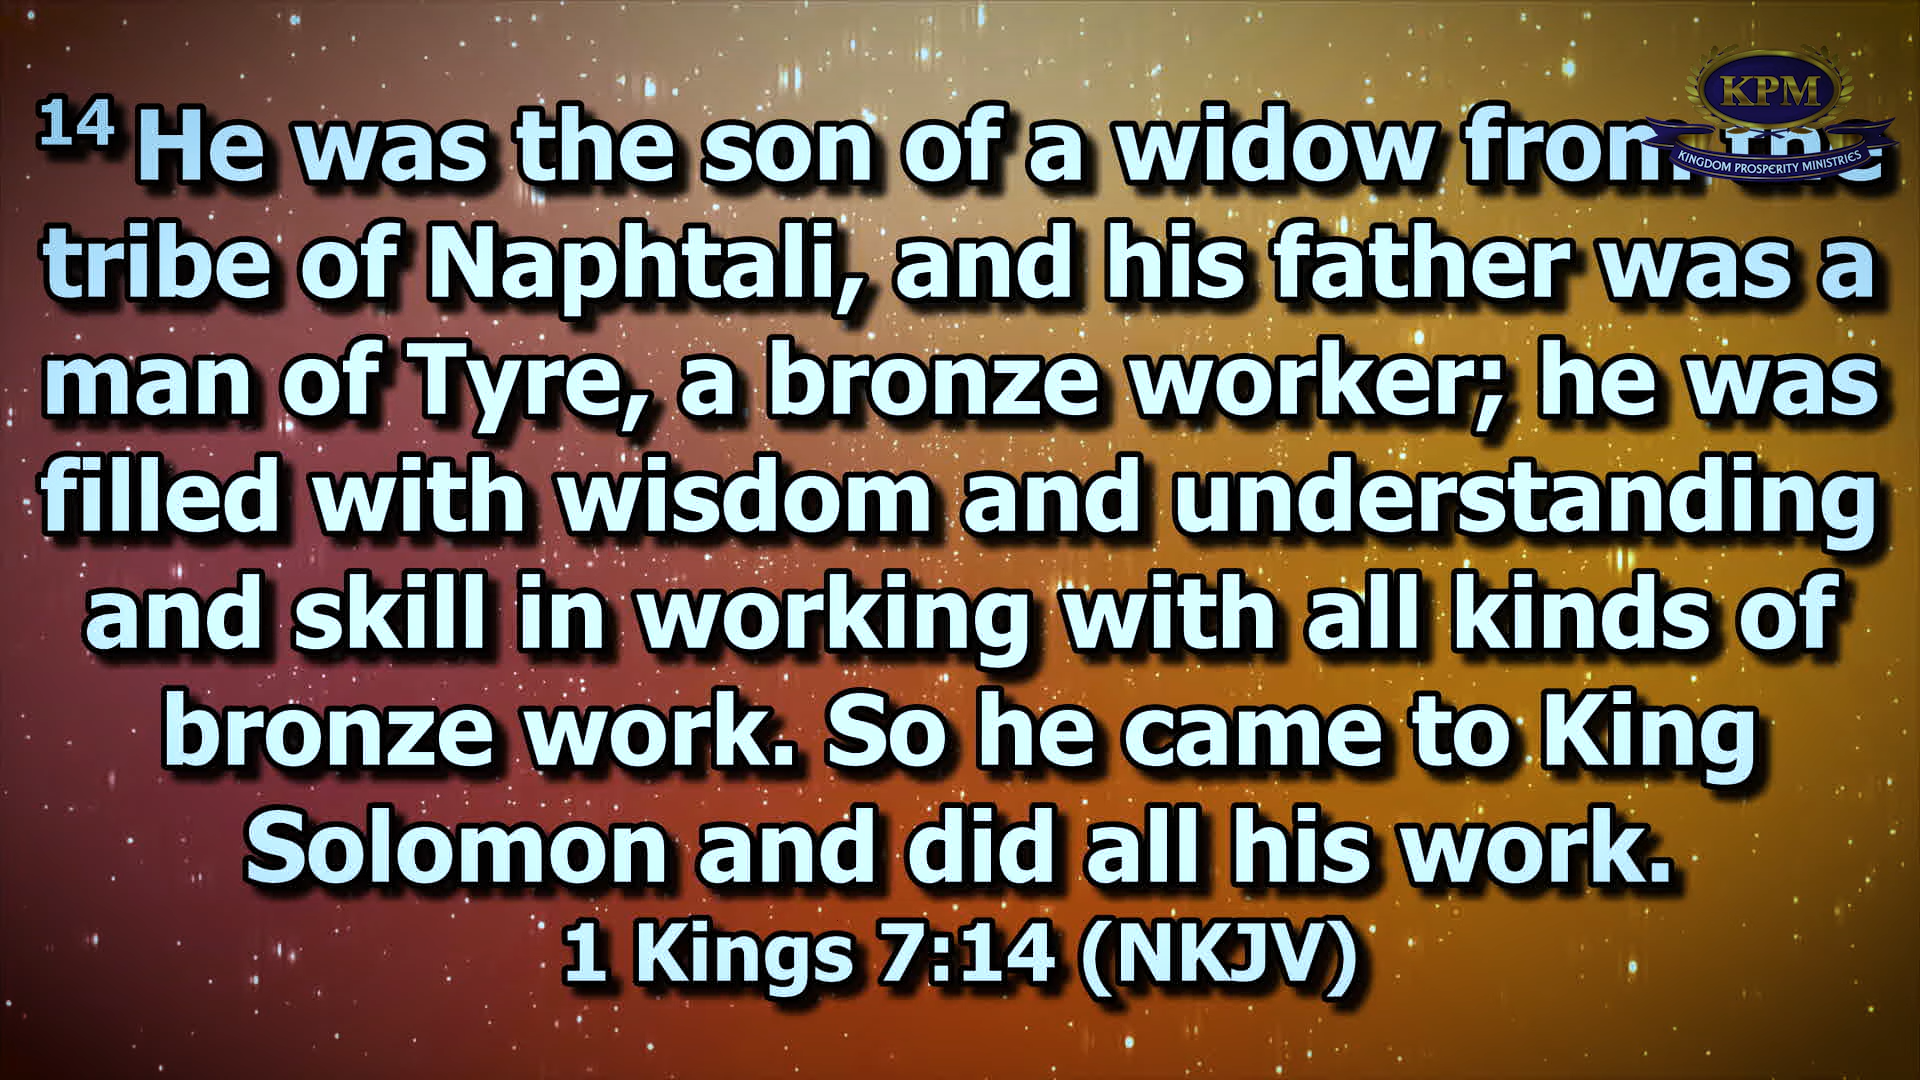 14 He was the son of a widow from the
tribe of Naphtali, and his father was a
man of Tyre, a bronze worker; he was
filled with wisdom and understanding
and skill in working with all kinds of
bronze work. So he came to King
Solomon and did all his work.
1 Kings 7:14 (NKJV)
KPM
KINGDOM PROSPERITY MINISTRIES